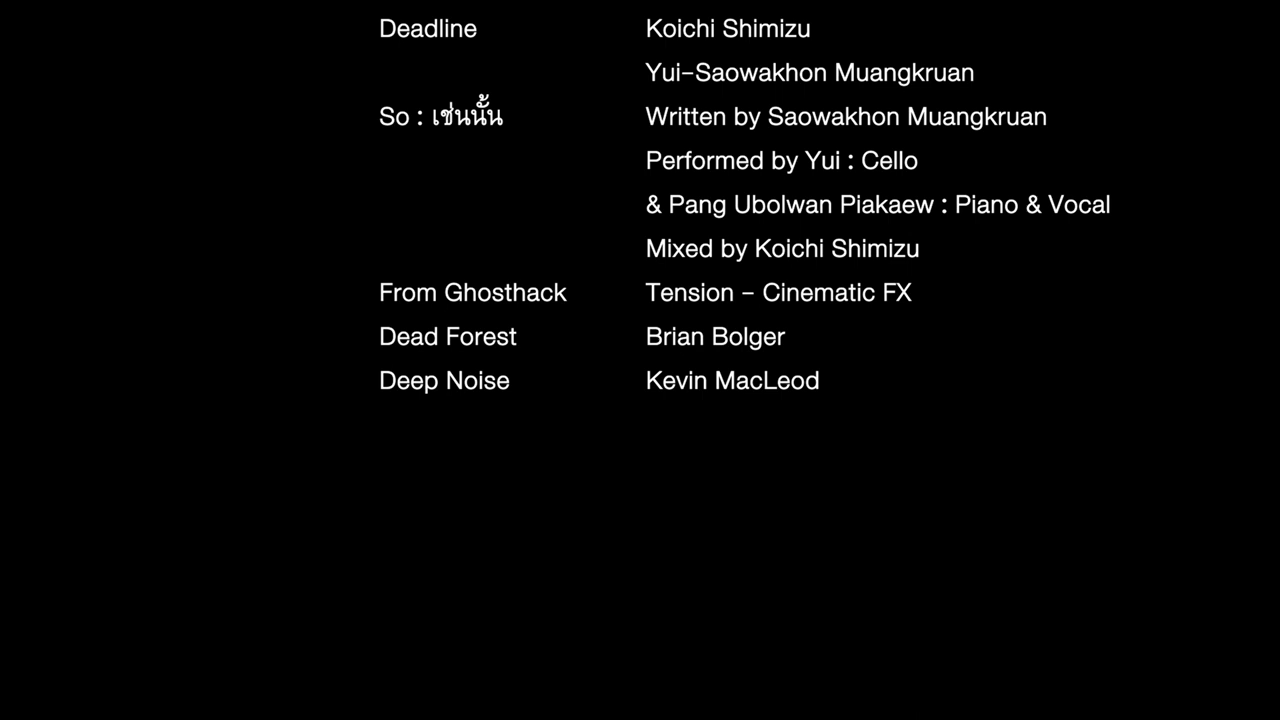 Deadline Koichi Shimizu
Yui-Saowakhon Muangkruan
So : เช่นนั้น Written by Saowakhon Muangkruan
Performed by Yui : Cello
& Pang Ubolwan Piakaew : Piano & Vocal
Mixed by Koichi Shimizu
From Ghosthack Tension - Cinematic FX
Dead Forest Brian Bolger
Deep Noise Kevin MacLeod